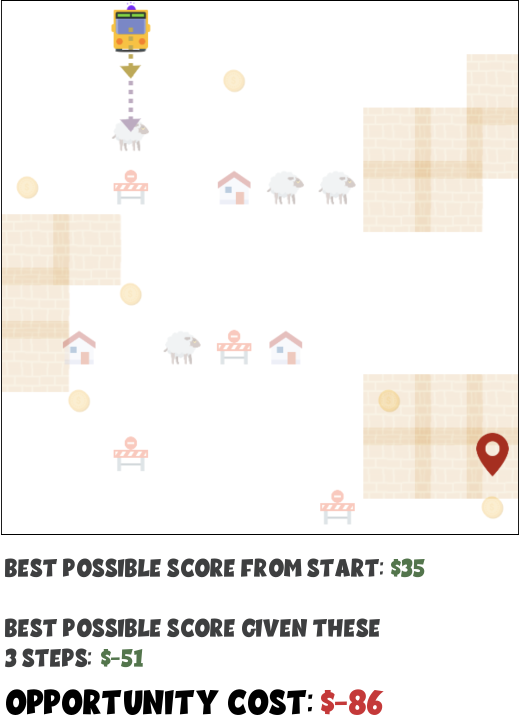 BEST POSSIBLE SCORE FROM START: $35
BEST POSSIBLE SCORE GIVEN THESE
3 STEPS: $-51
OPPORTUNITY COST: $-86